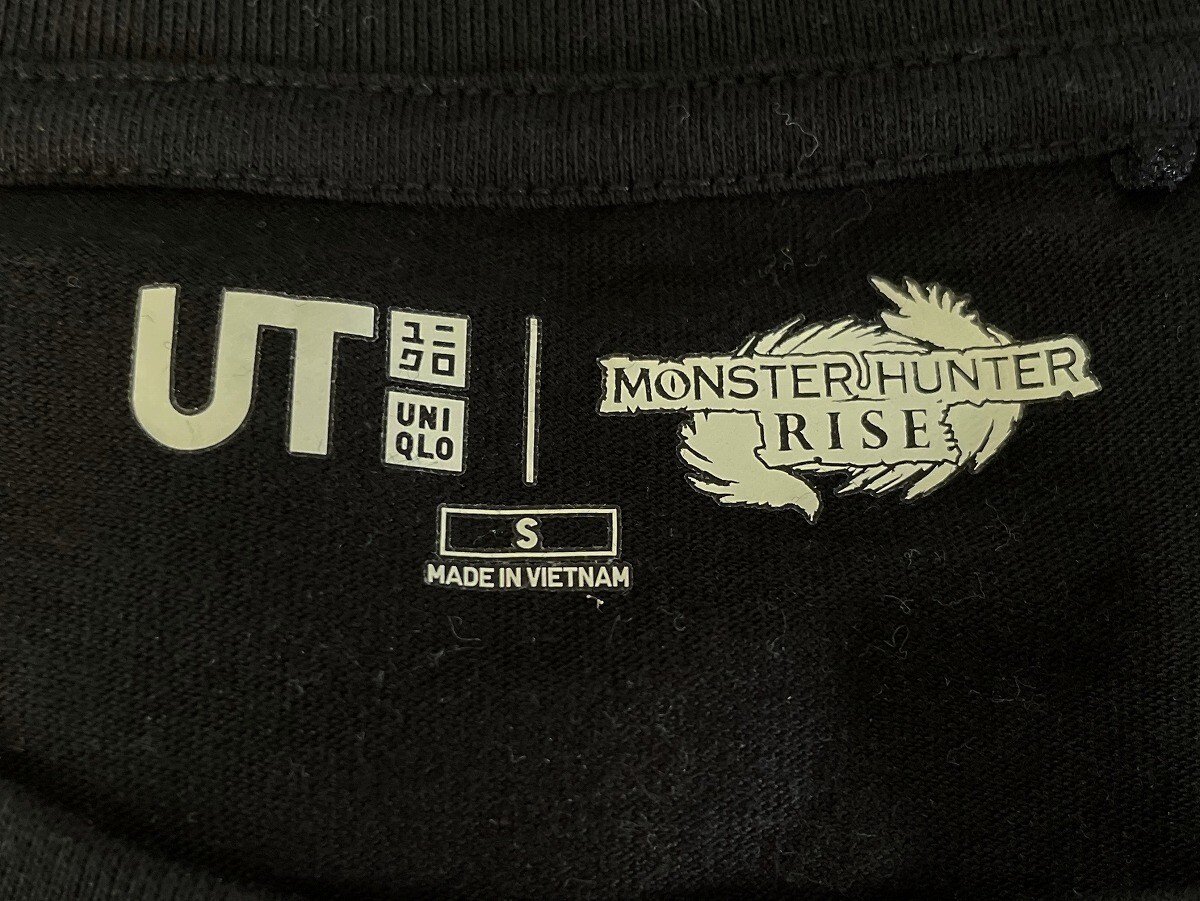 UT
ユニ
クロ
UNI
QLO
MONSTER HUNTER
RISE
S
MADE IN VIETNAM